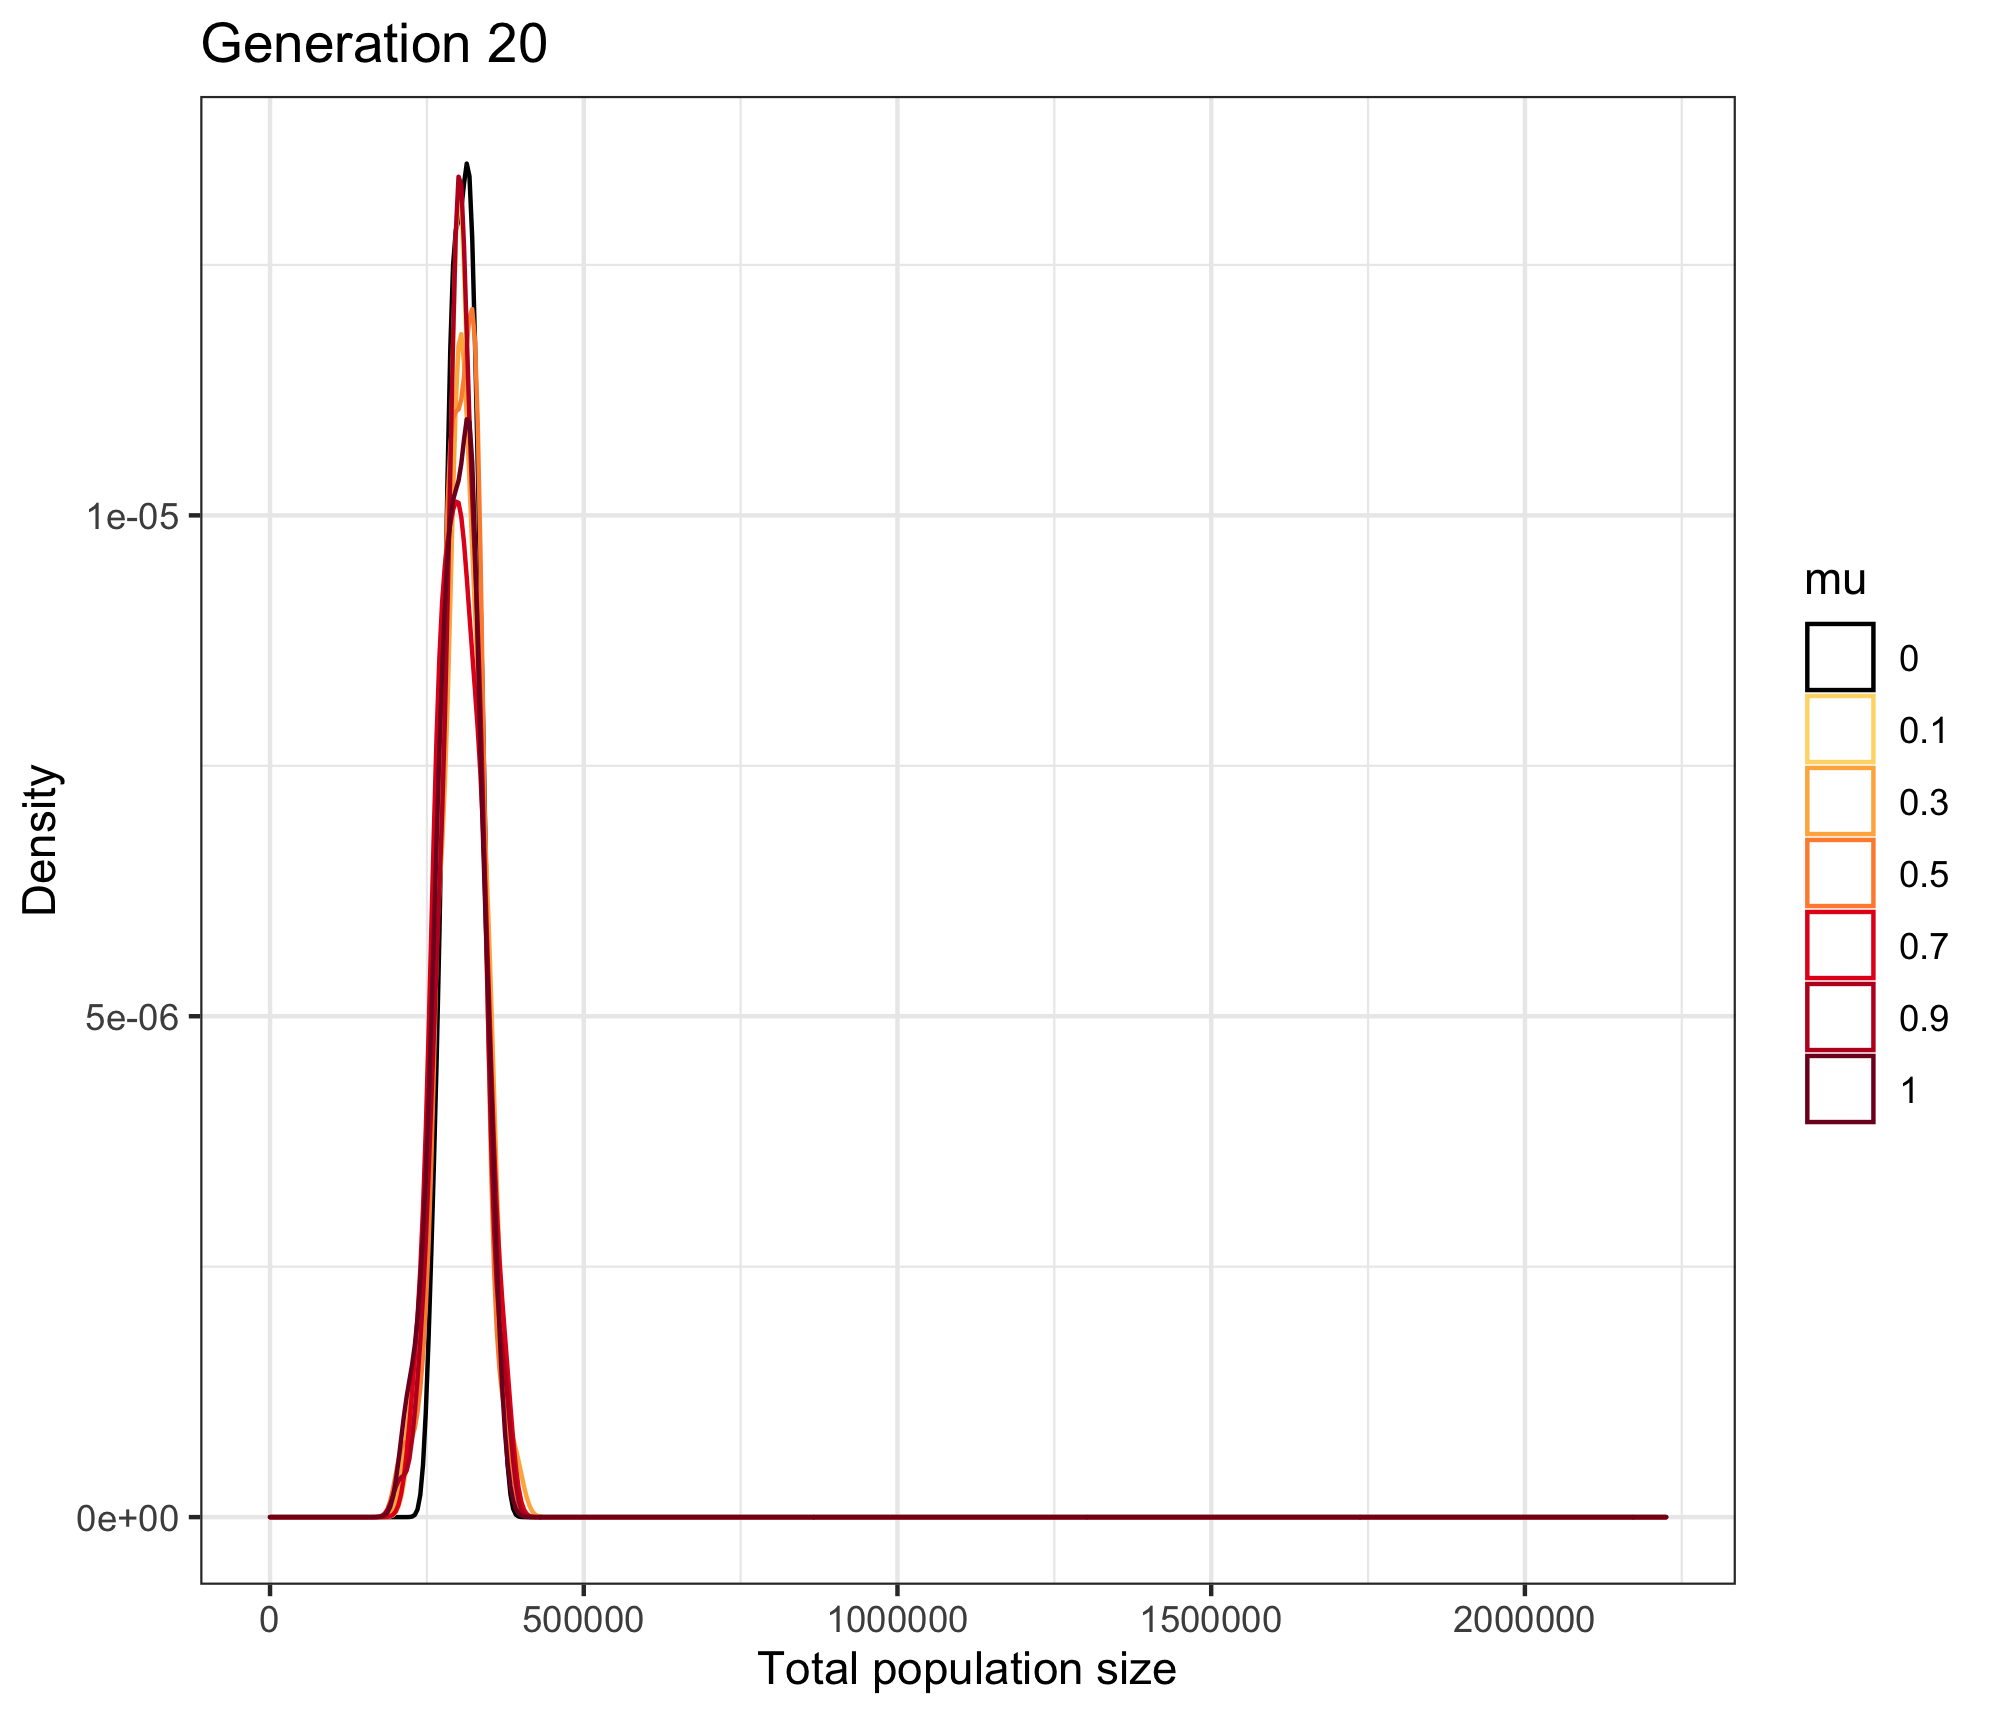 Generation 20
Density
1e-05
5e-06
0e+00
0
500000
1000000
1500000
2000000
Total population size
mu
0
0.1
0.3
0.5
0.7
0.9
1